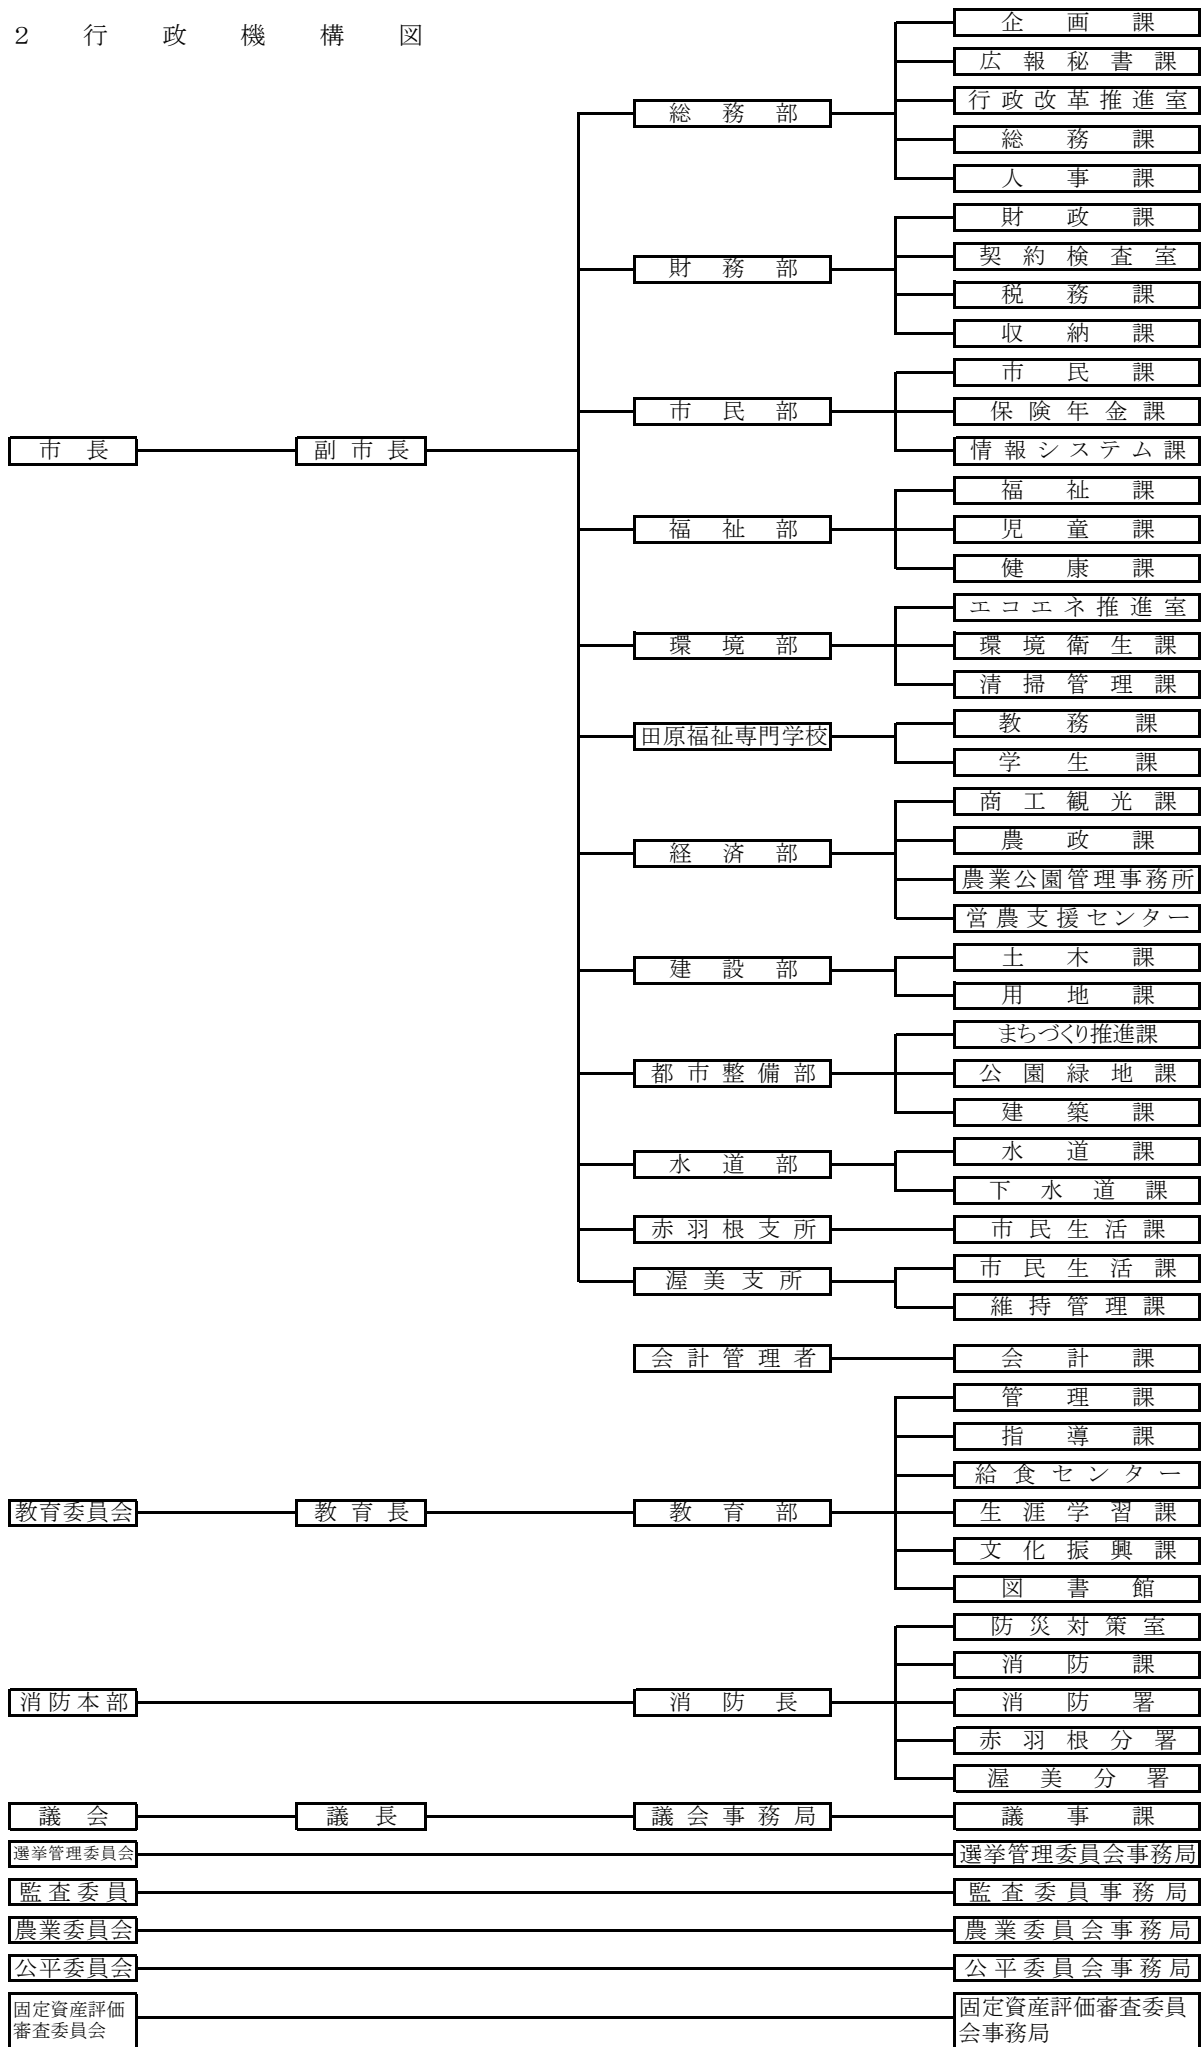 2 行政機構図
市長
副市長
総務部
企画課
広報秘書課
行政改革推進室
総務課
人事課
財務部
財政課
契約検査室
税務課
収納課
市民部
市民課
保険年金課
情報システム課
福祉部
福祉課
児童課
健康課
環境部
エコエネ推進室
環境衛生課
清掃管理課
田原福祉専門学校
教務課
学生課
経済部
商工観光課
農政課
農業公園管理事務所
営農支援センター
建設部
土木課
用地課
都市整備部
まちづくり推進課
公園緑地課
建築課
水道部
水道課
下水道課
赤羽根支所
市民生活課
渥美支所
市民生活課
維持管理課
会計管理者
会計課
教育委員会
教育長
教育部
管理課
指導課
給食センター
生涯学習課
文化振興課
図書館
消防本部
消防長
防災対策室
消防課
消防署
赤羽根分署
渥美分署
議会
議長
議会事務局
議事課
選挙管理委員会
選挙管理委員会事務局
監査委員
監査委員事務局
農業委員会
農業委員会事務局
公平委員会
公平委員会事務局
固定資産評価
審査委員会
固定資産評価審査委員
会事務局